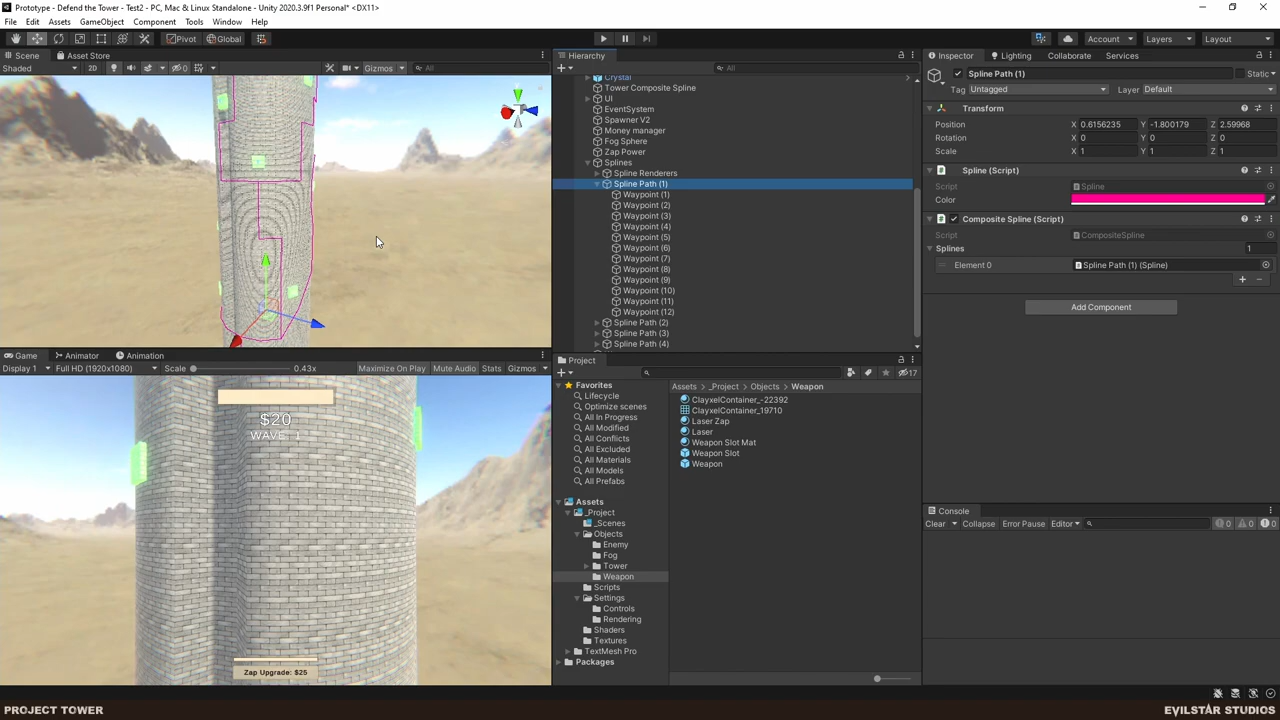 Prototype - Defend the Tower - Test2 - PC, Mac & Linux Standalone - Unity 2020.3.9f1 Personal* <DX11>
File Edit Assets GameObject Component Tools Window Help
Pivot Global
Account Layers Layout
Scene Asset Store
Shaded 2D 0 Gizmos All
Hierarchy
All
Crystal
Tower Composite Spline
UI
EventSystem
Spawner V2
Money manager
Fog Sphere
Zap Power
Splines
Spline Renderers
Spline Path (1)
Waypoint (1)
Waypoint (2)
Waypoint (3)
Waypoint (4)
Waypoint (5)
Waypoint (6)
Waypoint (7)
Waypoint (8)
Waypoint (9)
Waypoint (10)
Waypoint (11)
Waypoint (12)
Spline Path (2)
Spline Path (3)
Spline Path (4)
Inspector Lighting Collaborate Services
Spline Path (1) Static
Tag Untagged Layer Default
Transform
Position X 0.6156235 Y -1.800179 Z 2.59968
Rotation X 0 Y 0 Z 0
Scale X 1 Y 1 Z 1
Spline (Script)
Script Spline
Color
Composite Spline (Script)
Script CompositeSpline
Splines 1
Element 0 Spline Path (1) (Spline)
Add Component
Game Animator Animation
Display 1 Full HD (1920x1080) Scale 0.43x Maximize On Play Mute Audio Stats Gizmos
$20
WAVE: 1
Zap Upgrade: $25
Project
17
Favorites
Lifecycle
Optimize scenes
All In Progress
All Modified
All Conflicts
All Excluded
All Materials
All Models
All Prefabs
Assets
_Project
_Scenes
Objects
Enemy
Fog
Tower
Weapon
Scripts
Settings
Controls
Rendering
Shaders
Textures
TextMesh Pro
Packages
Assets _Project Objects Weapon
ClayxelContainer_-22392
ClayxelContainer_19710
Laser Zap
Laser
Weapon Slot Mat
Weapon Slot
Weapon
Console
Clear Collapse Error Pause Editor 0 0 0
PROJECT TOWER
EVILSTAR STUDIOS